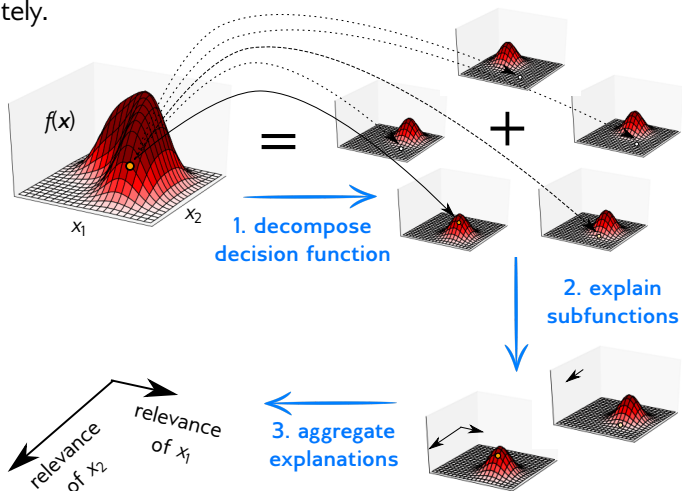 tely.
f(x)
=
+
x₁
x₂
1. decompose
decision function
2. explain
subfunctions
relevance
of x₁
relevance
of x₂
3. aggregate
explanations